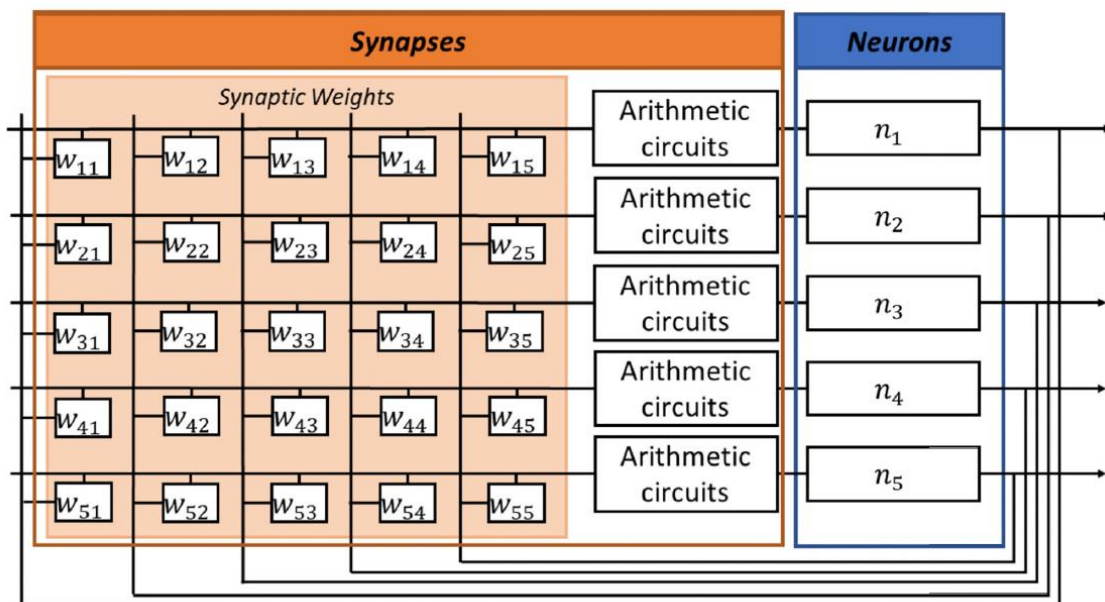 Synapses
Neurons
Synaptic Weights
w₁₁ w₁₂ w₁₃ w₁₄ w₁₅
Arithmetic
circuits
n₁
w₂₁ w₂₂ w₂₃ w₂₄ w₂₅
Arithmetic
circuits
n₂
w₃₁ w₃₂ w₃₃ w₃₄ w₃₅
Arithmetic
circuits
n₃
w₄₁ w₄₂ w₄₃ w₄₄ w₄₅
Arithmetic
circuits
n₄
w₅₁ w₅₂ w₅₃ w₅₄ w₅₅
Arithmetic
circuits
n₅